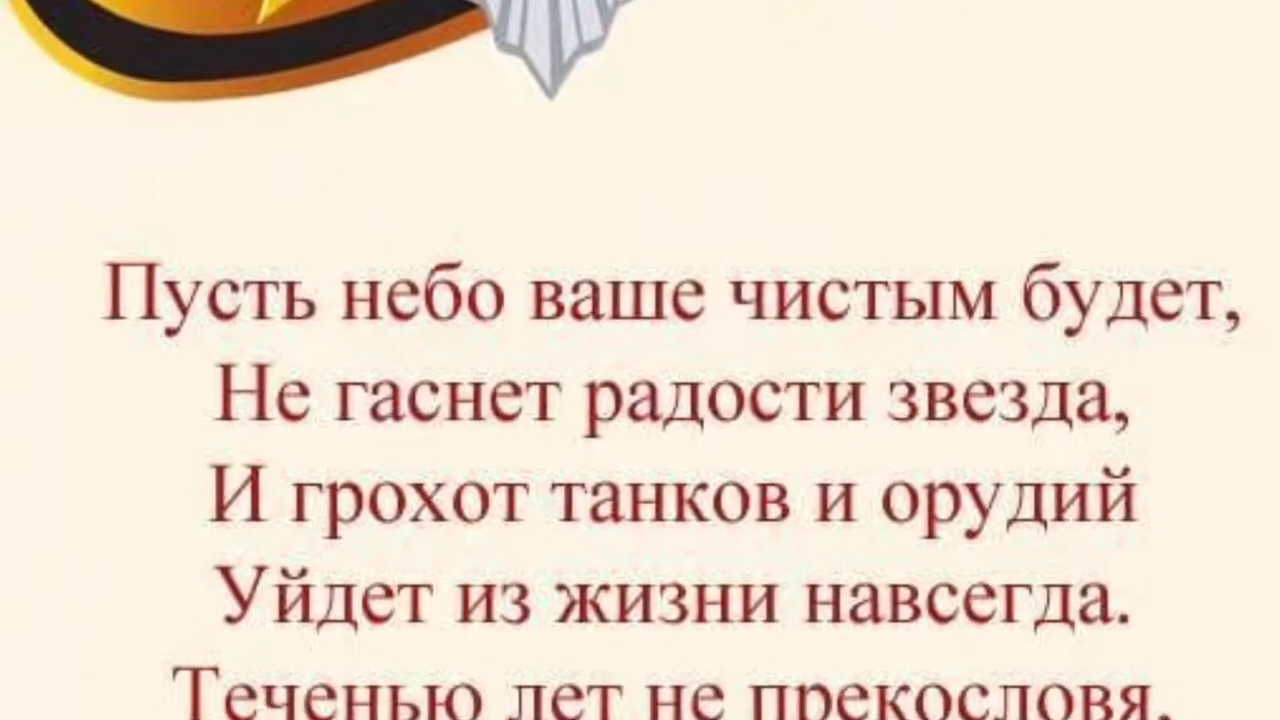 Пусть небо ваше чистым будет,
Не гаснет радости звезда,
И грохот танков и орудий
Уйдет из жизни навсегда.
Теченью лет не прекословя,